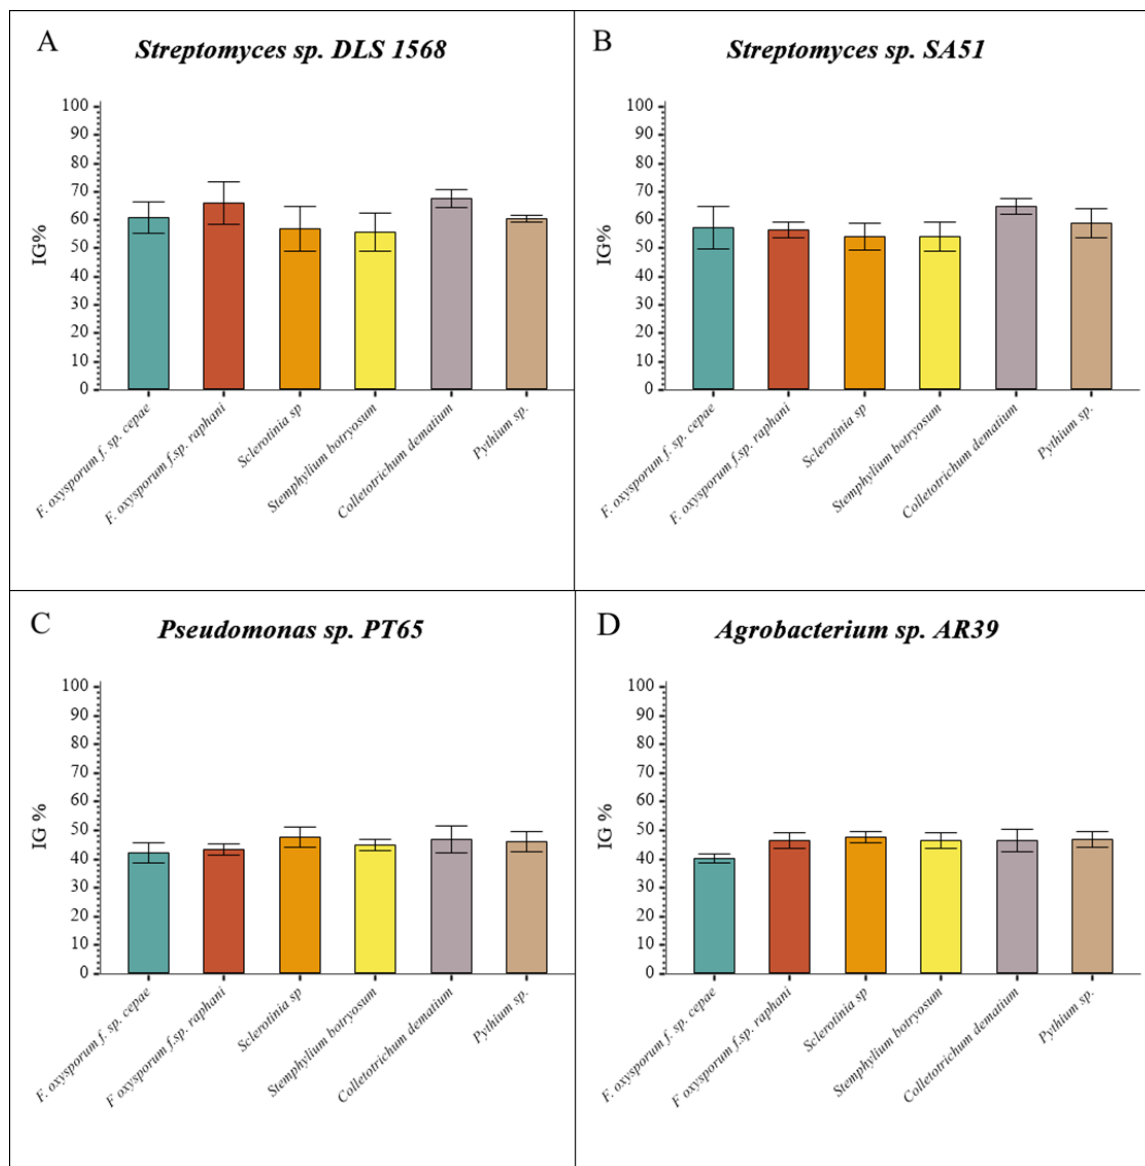 A
Streptomyces sp. DLS 1568
100
90
80
70
60
50
40
30
20
10
0
IG%
F. oxysporum f. sp. cepae
F. oxysporum f.sp. raphani
Sclerotinia sp
Stemphylium botryosum
Colletotrichum dematium
Pythium sp.
B
Streptomyces sp. SA51
100
90
80
70
60
50
40
30
20
10
0
IG%
F. oxysporum f. sp. cepae
F. oxysporum f.sp. raphani
Sclerotinia sp
Stemphylium botryosum
Colletotrichum dematium
Pythium sp.
C
Pseudomonas sp. PT65
100
90
80
70
60
50
40
30
20
10
0
IG %
F. oxysporum f. sp. cepae
F oxysporum f.sp. raphani
Sclerotinia sp
Stemphylium botryosum
Colletotrichum dematium
Pythium sp.
D
Agrobacterium sp. AR39
100
90
80
70
60
50
40
30
20
10
0
IG %
F. oxysporum f. sp. cepae
F oxysporum f.sp. raphani
Sclerotinia sp
Stemphylium botryosum
Colletotrichum dematium
Pythium sp.